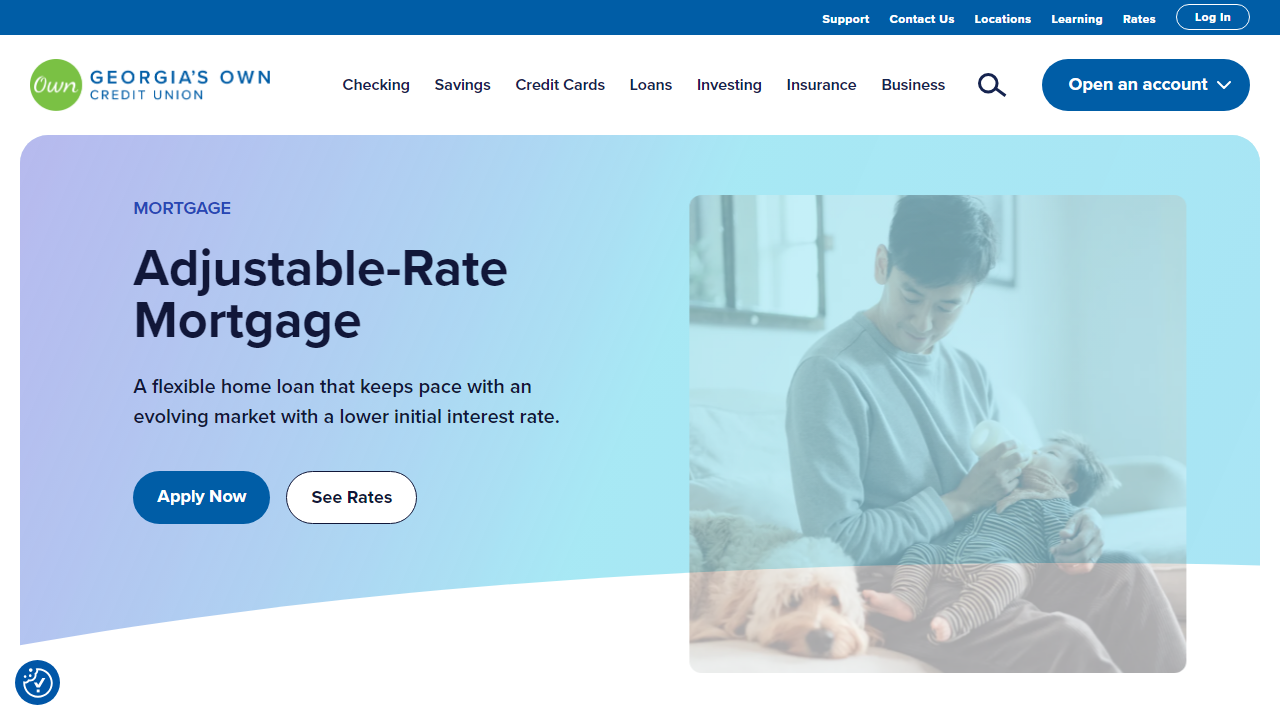 Support Contact Us Locations Learning Rates Log In
Own GEORGIA'S OWN
CREDIT UNION
Checking Savings Credit Cards Loans Investing Insurance Business Open an account
MORTGAGE
Adjustable-Rate
Mortgage
A flexible home loan that keeps pace with an
evolving market with a lower initial interest rate.
Apply Now See Rates